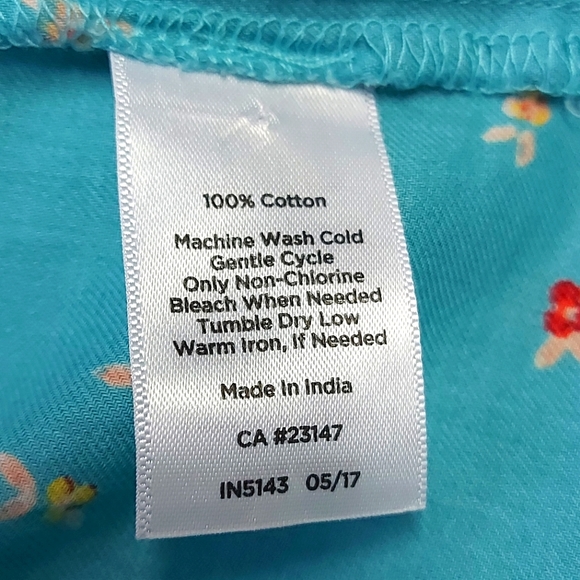 100% Cotton
Machine Wash Cold
Gentle Cycle
Only Non-Chlorine
Bleach When Needed
Tumble Dry Low
Warm Iron, If Needed
Made In India
CA #23147
IN5143 05/17